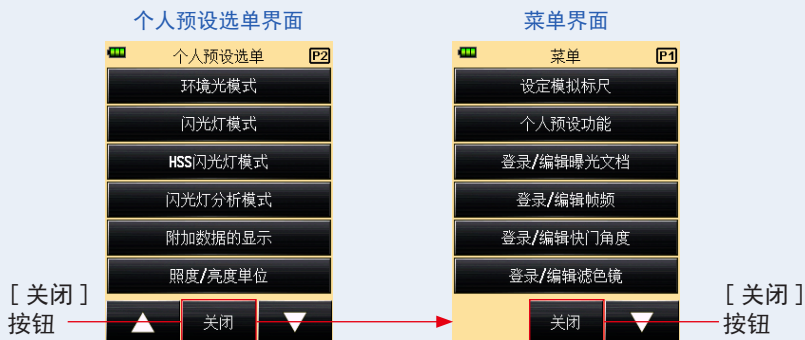 个人预设选单界面
个人预设选单 P2
环境光模式
闪光灯模式
HSS闪光灯模式
闪光灯分析模式
附加数据的显示
照度/亮度单位
关闭
[ 关闭 ]
按钮
菜单界面
菜单 P1
设定模拟标尺
个人预设功能
登录/编辑曝光文档
登录/编辑帧频
登录/编辑快门角度
登录/编辑滤色镜
关闭
[ 关闭 ]
按钮